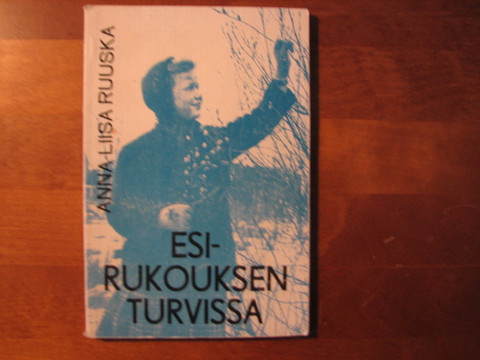 ANNA-LIISA RUUSKA
ESI-
RUKOUKSEN
TURVISSA